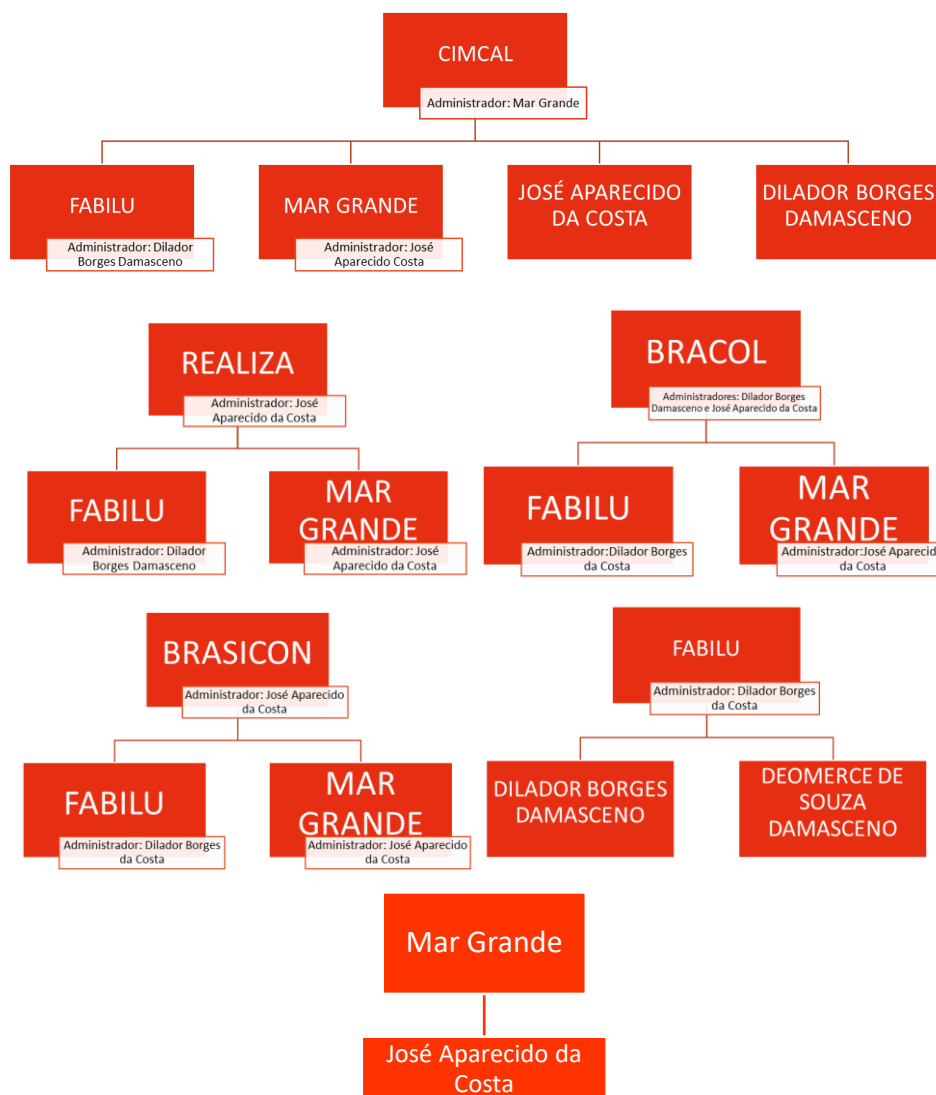 CIMCAL
Administrador: Mar Grande
FABILU
Administrador: Dilador
Borges Damasceno
MAR GRANDE
Administrador: José
Aparecido Costa
JOSÉ APARECIDO
DA COSTA
DILADOR BORGES
DAMASCENO
REALIZA
Administrador: José
Aparecido da Costa
FABILU
Administrador: Dilador
Borges Damasceno
MAR
GRANDE
Administrador: José
Aparecido da Costa
BRACOL
Administradores: Dilador Borges
Damasceno e José Aparecido da Costa
FABILU
Administrador:Dilador Borges
da Costa
MAR
GRANDE
Administrador:José Aparecid
da Costa
BRASICON
Administrador: José Aparecido
da Costa
FABILU
Administrador: Dilador Borges
da Costa
MAR
GRANDE
Administrador: José Aparecido
da Costa
FABILU
Administrador: Dilador Borges
da Costa
DILADOR BORGES
DAMASCENO
DEOMERCE DE
SOUZA
DAMASCENO
Mar Grande
José Aparecido da
Costa